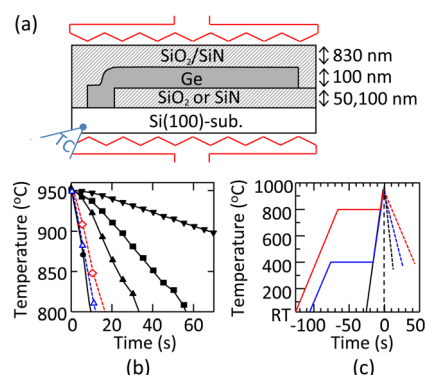 (a)
SiO2/SiN
830 nm
Ge
100 nm
SiO2 or SiN
50,100 nm
Si(100)-sub.
TC
950
900
850
800
0 20 40 60
Temperature (oC)
Time (s)
(b)
1000
800
600
400
200
RT
-100 -50 0 50
Temperature (oC)
Time (s)
(c)